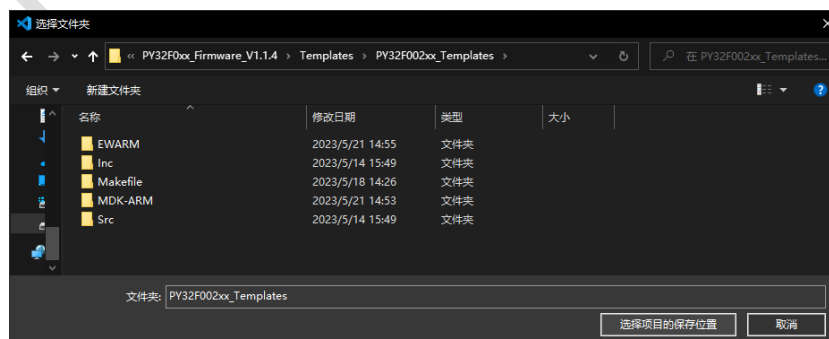 选择文件夹
« PY32F0xx_Firmware_V1.1.4 › Templates › PY32F002xx_Templates ›
在 PY32F002xx_Templates...
组织 新建文件夹
名称 修改日期 类型 大小
EWARM 2023/5/21 14:55 文件夹
Inc 2023/5/14 15:49 文件夹
Makefile 2023/5/18 14:26 文件夹
MDK-ARM 2023/5/21 14:53 文件夹
Src 2023/5/14 15:49 文件夹
文件夹: PY32F002xx_Templates
选择项目的保存位置 取消